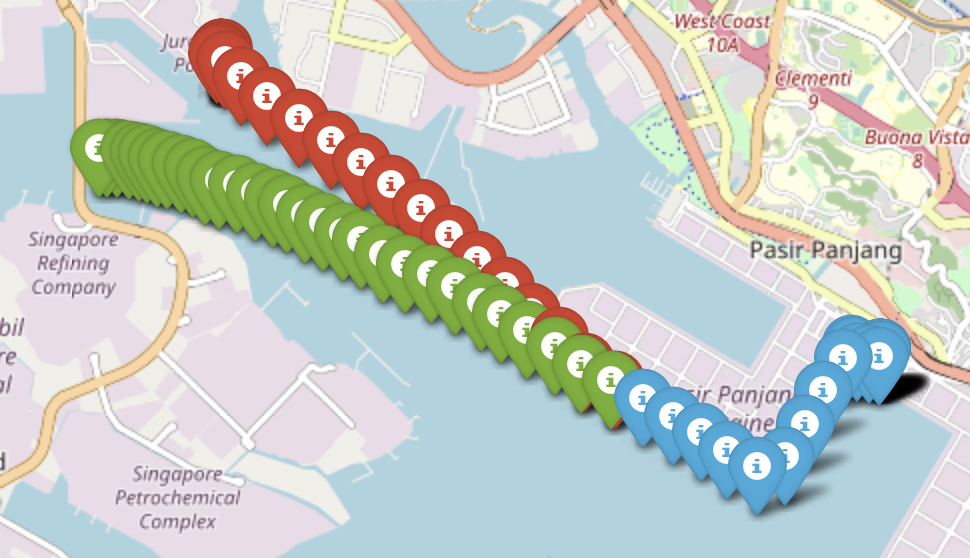 West Coast
10A
Clementi
9
Buona Vista
8
Pasir Panjang
Singapore
Refining
Company
Singapore
Petrochemical
Complex